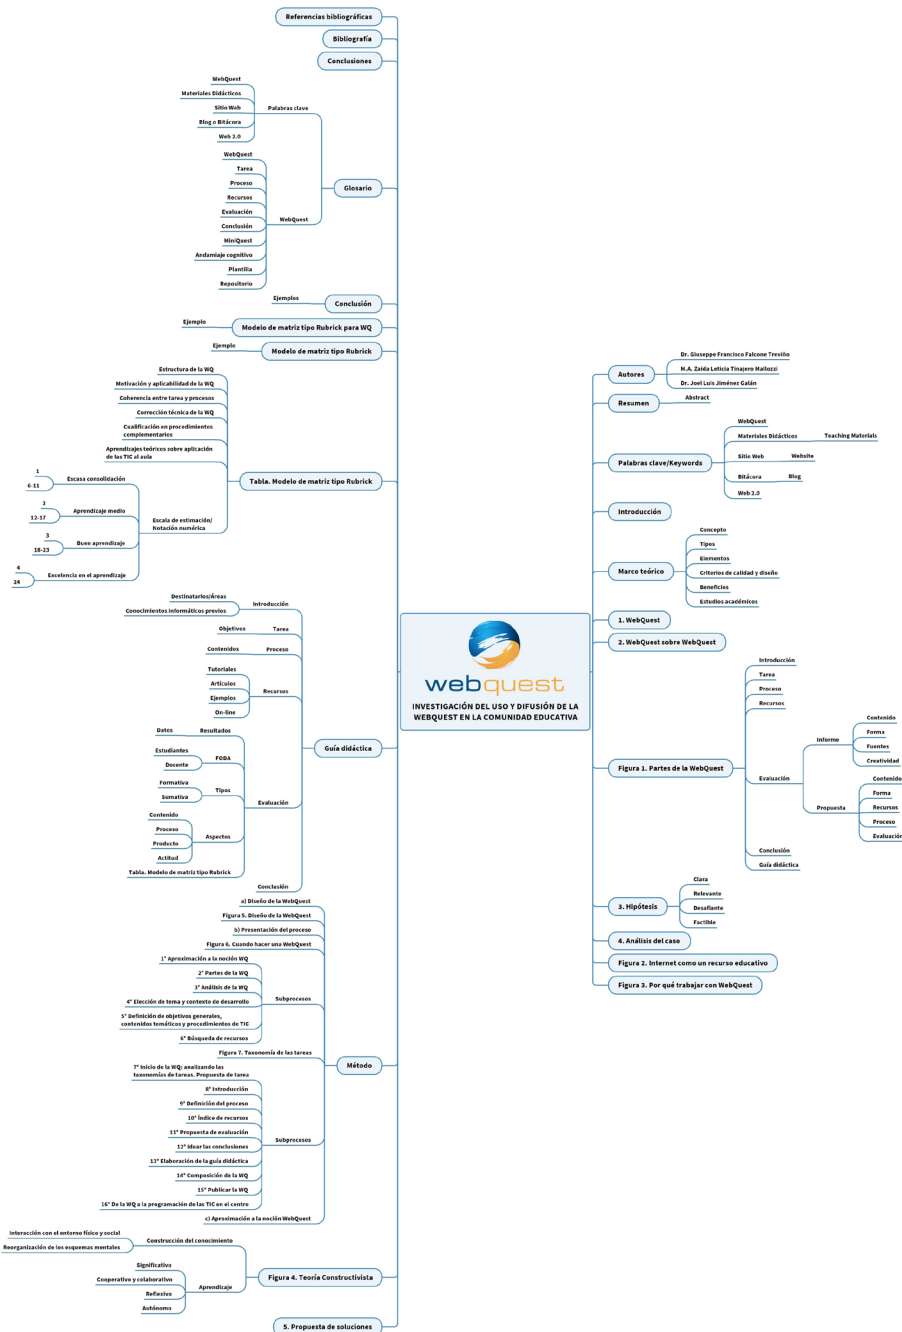 Referencias bibliográficas
Bibliografía
Conclusiones
WebQuest
Materiales Didácticos
Sitio Web
Blog o Bitácora
Web 2.0
Palabras clave
WebQuest
Tarea
Proceso
Recursos
Evaluación
Conclusión
MiniQuest
Andamiaje cognitivo
Plantilla
Repositorio
WebQuest
Glosario
Ejemplos
Conclusión
Ejemplo
Modelo de matriz tipo Rubrick para WQ
Ejemplo
Modelo de matriz tipo Rubrick
Estructura de la WQ
Motivación y aplicabilidad de la WQ
Coherencia entre tarea y procesos
Corrección técnica de la WQ
Cualificación en procedimientos
complementarios
Aprendizajes teóricos sobre aplicación
de las TIC al aula
1
6-11
Escasa consolidación
2
12-17
Aprendizaje medio
3
18-23
Buen aprendizaje
4
24
Excelencia en el aprendizaje
Escala de estimación/
Notación numérica
Tabla. Modelo de matriz tipo Rubrick
Destinatarios/Áreas
Conocimientos informáticos previos
Introducción
Objetivos
Tarea
Contenidos
Proceso
Tutoriales
Artículos
Ejemplos
On-line
Recursos
Datos
Resultados
Estudiantes
Docente
FODA
Formativa
Sumativa
Tipos
Contenido
Proceso
Producto
Actitud
Aspectos
Tabla. Modelo de matriz tipo Rubrick
Evaluación
Conclusión
Guía didáctica
a) Diseño de la WebQuest
Figura 5. Diseño de la WebQuest
b) Presentación del proceso
Figura 6. Cuando hacer una WebQuest
1° Aproximación a la noción WQ
2° Partes de la WQ
3° Análisis de la WQ
4° Elección de tema y contexto de desarrollo
5° Definición de objetivos generales,
contenidos temáticos y procedimientos de TIC
6° Búsqueda de recursos
Subprocesos
Figura 7. Taxonomía de las tareas
7° Inicio de la WQ: analizando las
taxonomías de tareas. Propuesta de tarea
8° Introducción
9° Definición del proceso
10° Índice de recursos
11° Propuesta de evaluación
12° Idear las conclusiones
13° Elaboración de la guía didáctica
14° Composición de la WQ
15° Publicar la WQ
16° De la WQ a la programación de las TIC en el centro
Subprocesos
c) Aproximación a la noción WebQuest
Método
Interacción con el entorno físico y social
Reorganización de los esquemas mentales
Construcción del conocimiento
Significativo
Cooperativo y colaborativo
Reflexivo
Autónomo
Aprendizaje
Figura 4. Teoría Constructivista
5. Propuesta de soluciones
webquest
INVESTIGACIÓN DEL USO Y DIFUSIÓN DE LA
WEBQUEST EN LA COMUNIDAD EDUCATIVA
Autores
Dr. Giuseppe Francisco Falcone Treviño
M.A. Zaida Leticia Tinajero Mallozzi
Dr. Joel Luis Jiménez Galán
Resumen
Abstract
Palabras clave/Keywords
WebQuest
Materiales Didácticos
Teaching Materials
Sitio Web
Website
Bitácora
Blog
Web 2.0
Introducción
Marco teórico
Concepto
Tipos
Elementos
Criterios de calidad y diseño
Beneficios
Estudios académicos
1. WebQuest
2. WebQuest sobre WebQuest
Figura 1. Partes de la WebQuest
Introducción
Tarea
Proceso
Recursos
Evaluación
Informe
Contenido
Forma
Fuentes
Creatividad
Propuesta
Contenido
Forma
Recursos
Proceso
Evaluación
Conclusión
Guía didáctica
3. Hipótesis
Clara
Relevante
Desafiante
Factible
4. Análisis del caso
Figura 2. Internet como un recurso educativo
Figura 3. Por qué trabajar con WebQuest